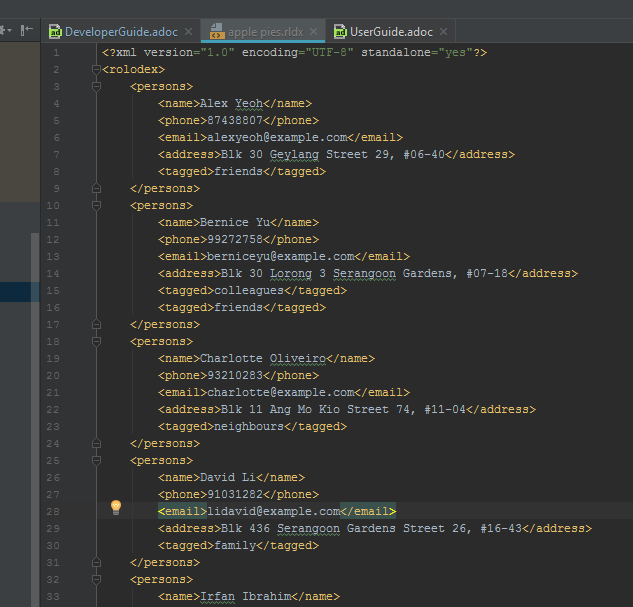 DeveloperGuide.adoc apple pies.rldx UserGuide.adoc
1 <?xml version="1.0" encoding="UTF-8" standalone="yes"?>
2 <rolodex>
3 <persons>
4 <name>Alex Yeoh</name>
5 <phone>87438807</phone>
6 <email>alexyeoh@example.com</email>
7 <address>Blk 30 Geylang Street 29, #06-40</address>
8 <tagged>friends</tagged>
9 </persons>
10 <persons>
11 <name>Bernice Yu</name>
12 <phone>99272758</phone>
13 <email>berniceyu@example.com</email>
14 <address>Blk 30 Lorong 3 Serangoon Gardens, #07-18</address>
15 <tagged>colleagues</tagged>
16 <tagged>friends</tagged>
17 </persons>
18 <persons>
19 <name>Charlotte Oliveiro</name>
20 <phone>93210283</phone>
21 <email>charlotte@example.com</email>
22 <address>Blk 11 Ang Mo Kio Street 74, #11-04</address>
23 <tagged>neighbours</tagged>
24 </persons>
25 <persons>
26 <name>David Li</name>
27 <phone>91031282</phone>
28 <email>lidavid@example.com</email>
29 <address>Blk 436 Serangoon Gardens Street 26, #16-43</address>
30 <tagged>family</tagged>
31 </persons>
32 <persons>
33 <name>Irfan Ibrahim</name>